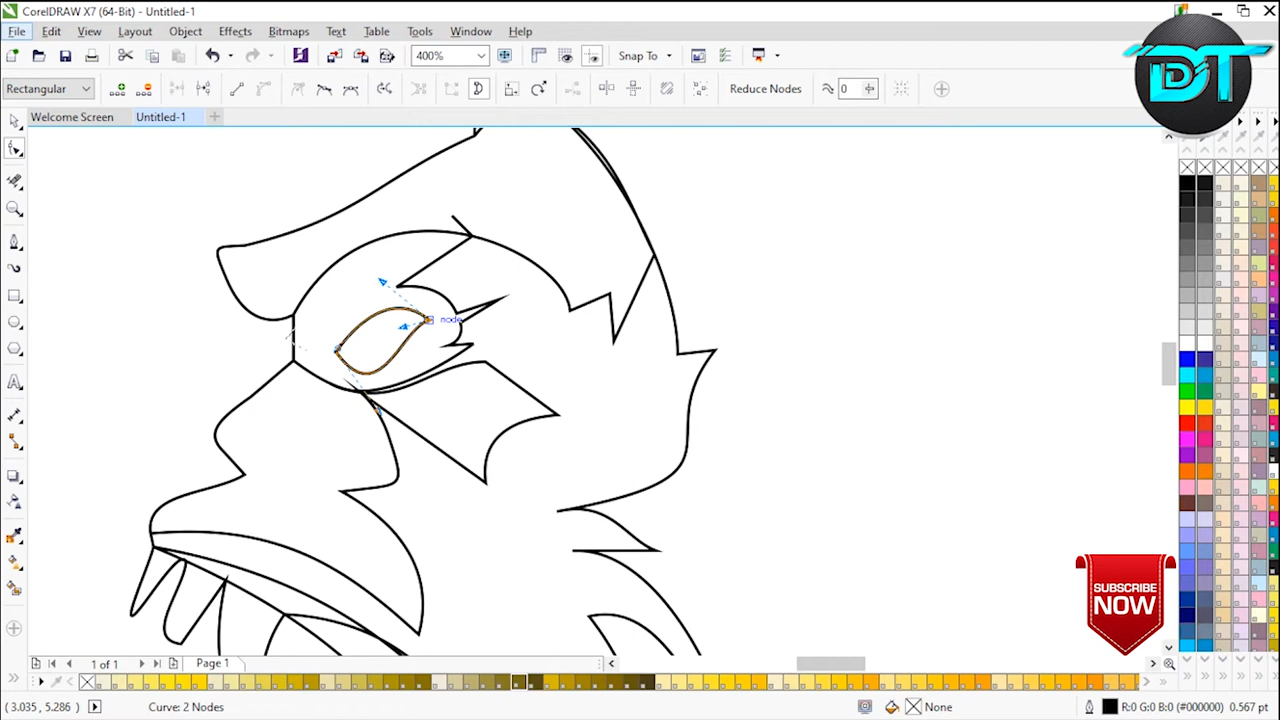 CorelDRAW X7 (64-Bit) - Untitled-1
File Edit View Layout Object Effects Bitmaps Text Table Tools Window Help
400% Snap To
Rectangular Reduce Nodes 0
Welcome Screen Untitled-1
DT
node
SUBSCRIBE
NOW
1 of 1 Page 1
(3.035, 5.286) Curve: 2 Nodes None R:0 G:0 B:0 (#000000) 0.567 pt